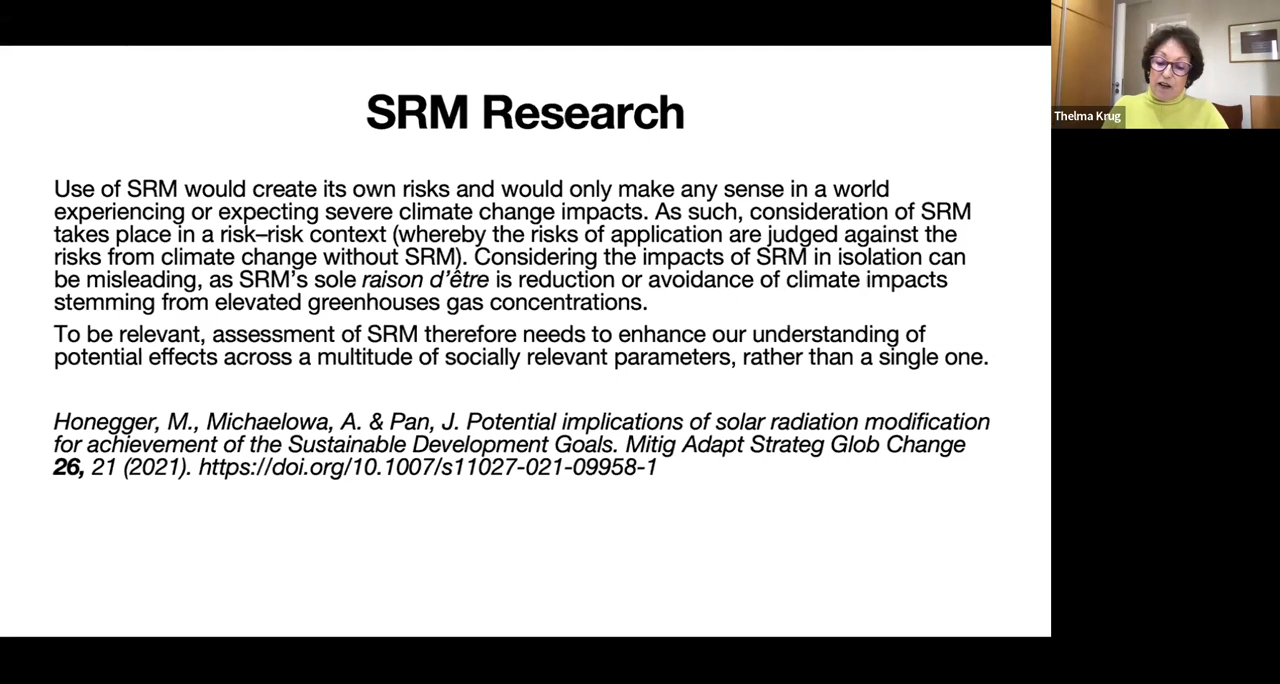 SRM Research
Use of SRM would create its own risks and would only make any sense in a world
experiencing or expecting severe climate change impacts. As such, consideration of SRM
takes place in a risk–risk context (whereby the risks of application are judged against the
risks from climate change without SRM). Considering the impacts of SRM in isolation can
be misleading, as SRM's sole raison d'être is reduction or avoidance of climate impacts
stemming from elevated greenhouses gas concentrations.
To be relevant, assessment of SRM therefore needs to enhance our understanding of
potential effects across a multitude of socially relevant parameters, rather than a single one.
Honegger, M., Michaelowa, A. & Pan, J. Potential implications of solar radiation modification
for achievement of the Sustainable Development Goals. Mitig Adapt Strateg Glob Change
26, 21 (2021). https://doi.org/10.1007/s11027-021-09958-1
Thelma Krug